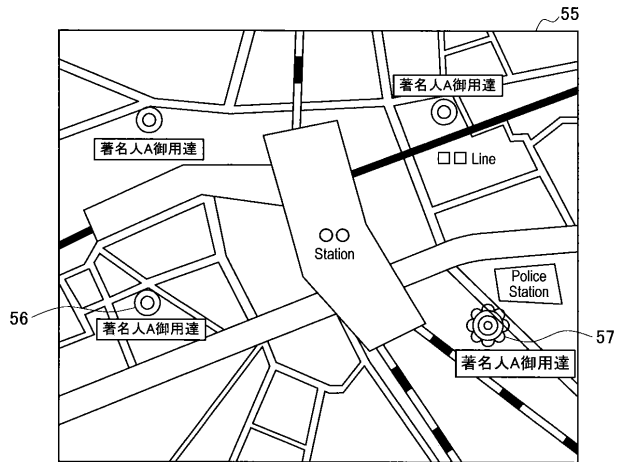 55
著名人A御用達
著名人A御用達
□□ Line
○○
Station
Police
Station
56
著名人A御用達
57
著名人A御用達